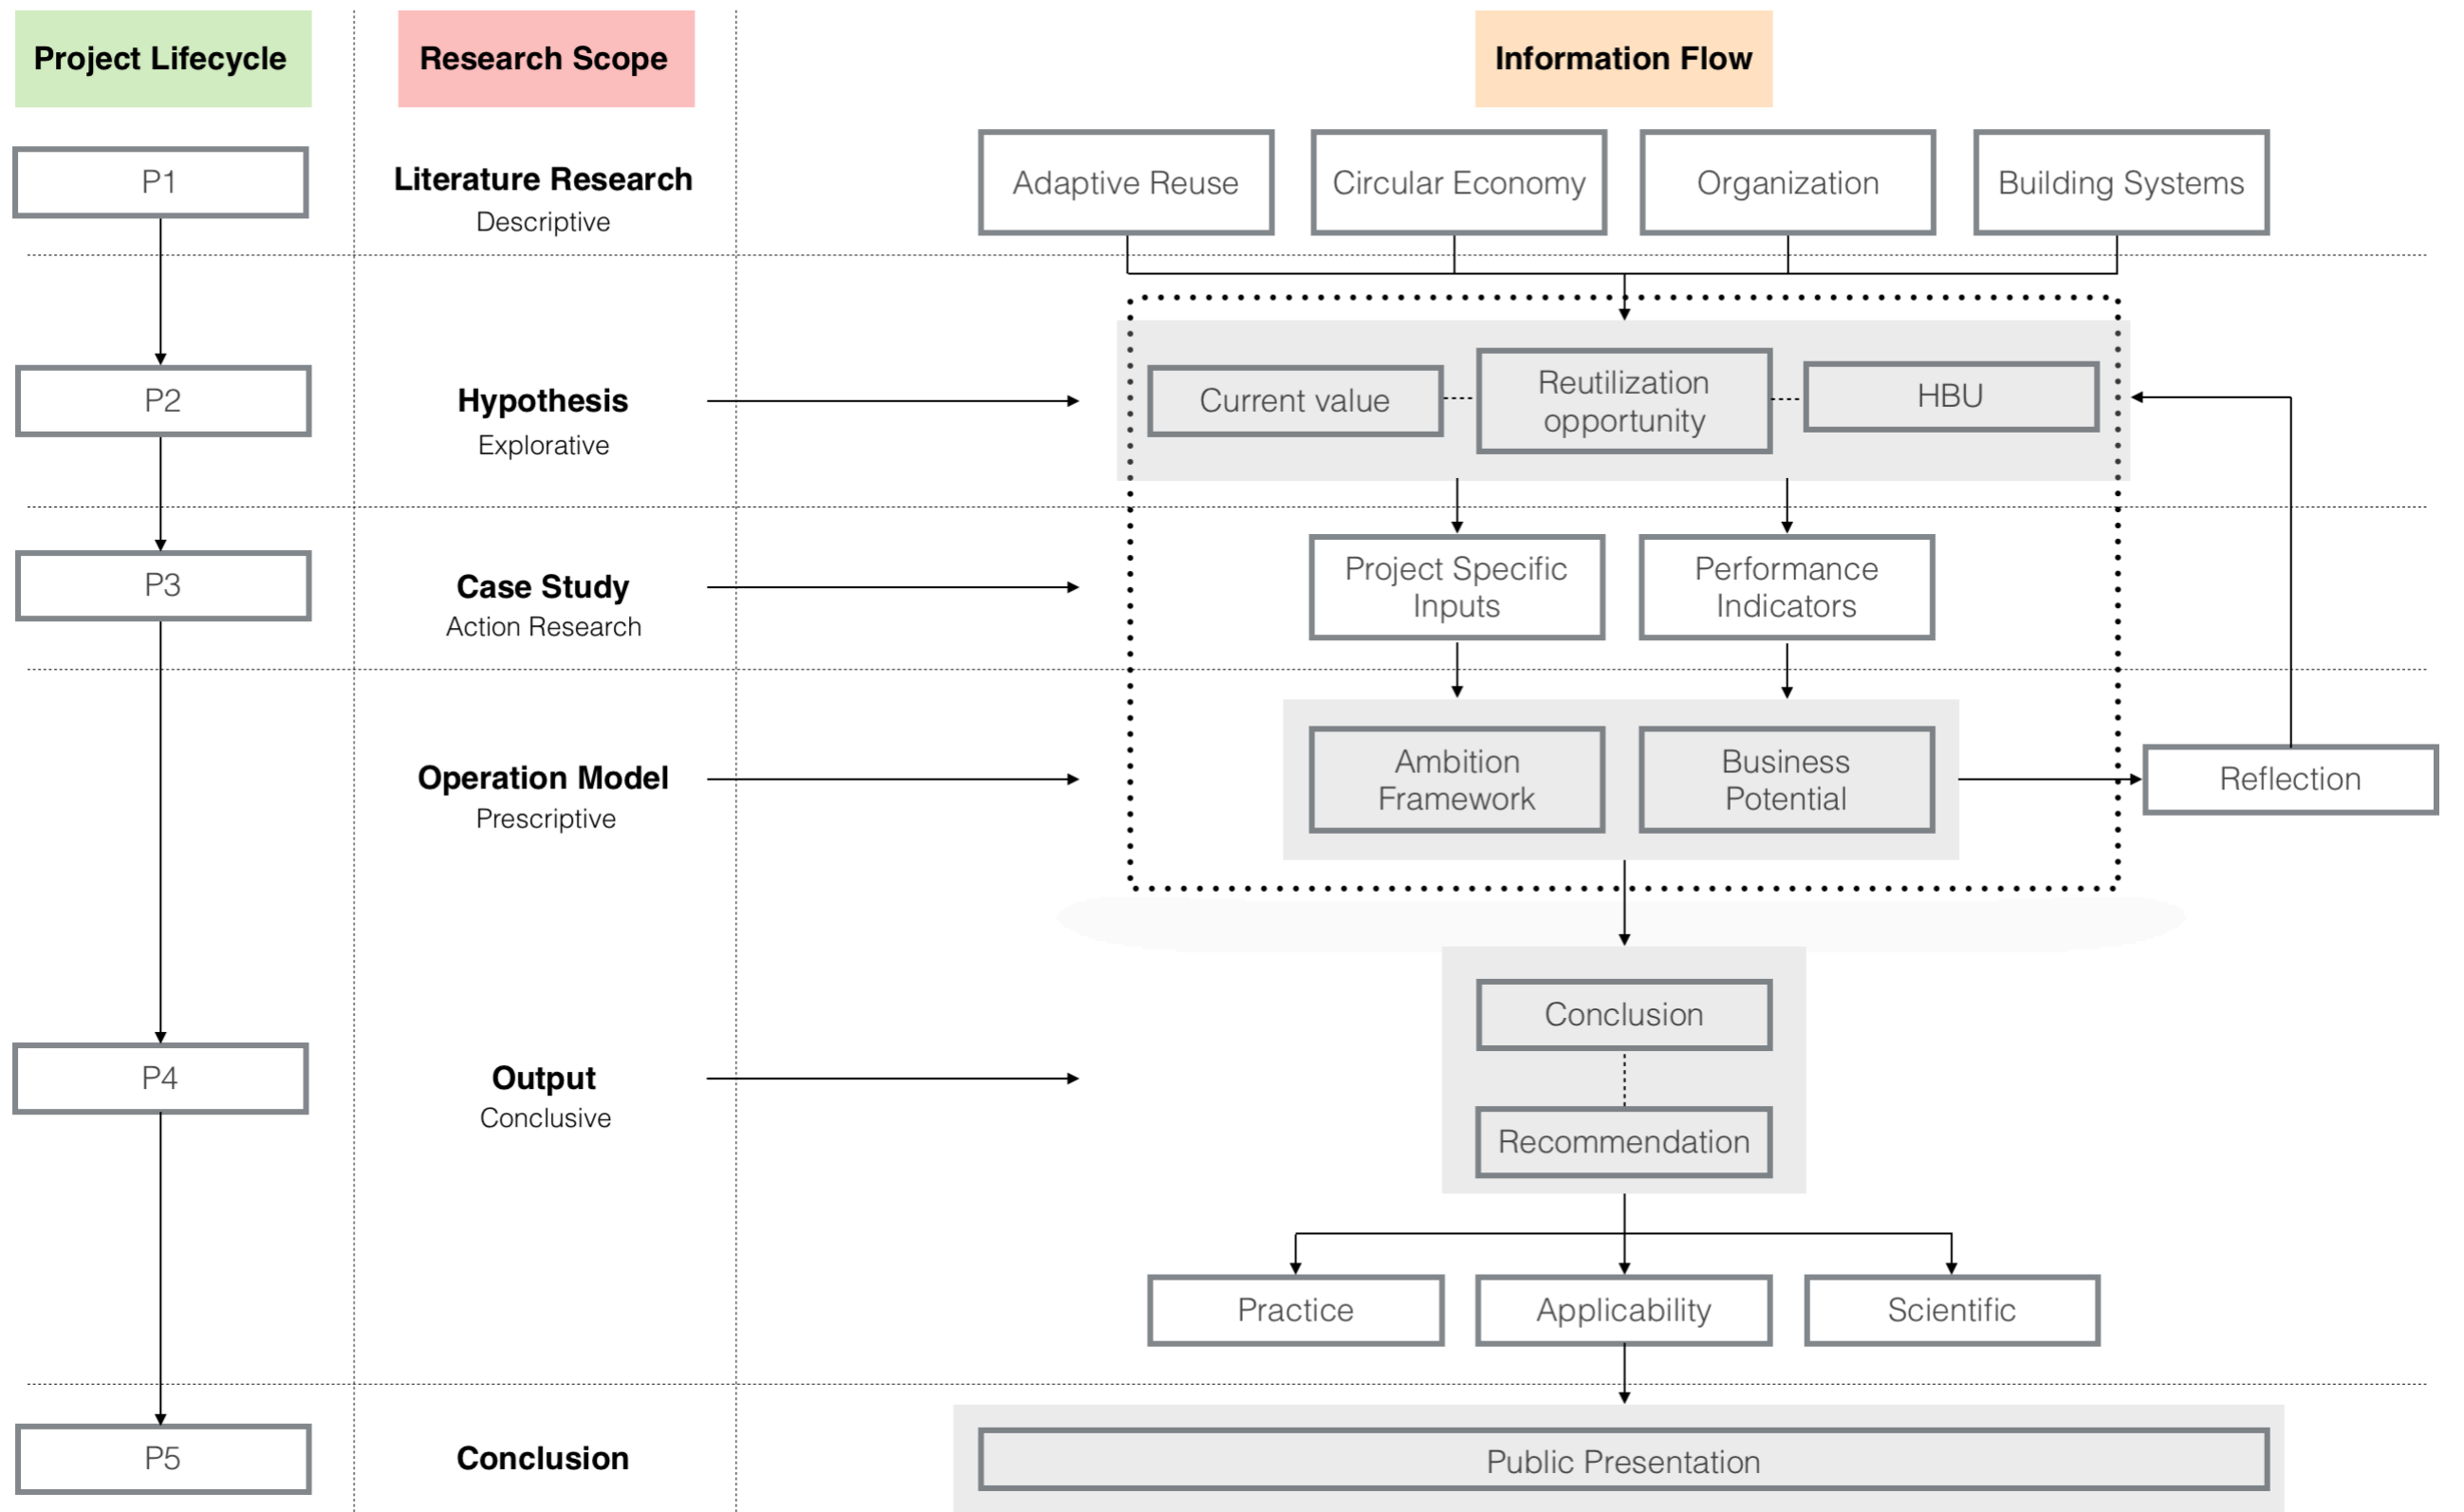 Project Lifecycle
Research Scope
Information Flow
P1
Literature Research
Descriptive
Adaptive Reuse
Circular Economy
Organization
Building Systems
P2
Hypothesis
Explorative
Current value
Reutilization
opportunity
HBU
P3
Case Study
Action Research
Project Specific
Inputs
Performance
Indicators
Operation Model
Prescriptive
Ambition
Framework
Business
Potential
Reflection
P4
Output
Conclusive
Conclusion
Recommendation
Practice
Applicability
Scientific
P5
Conclusion
Public Presentation